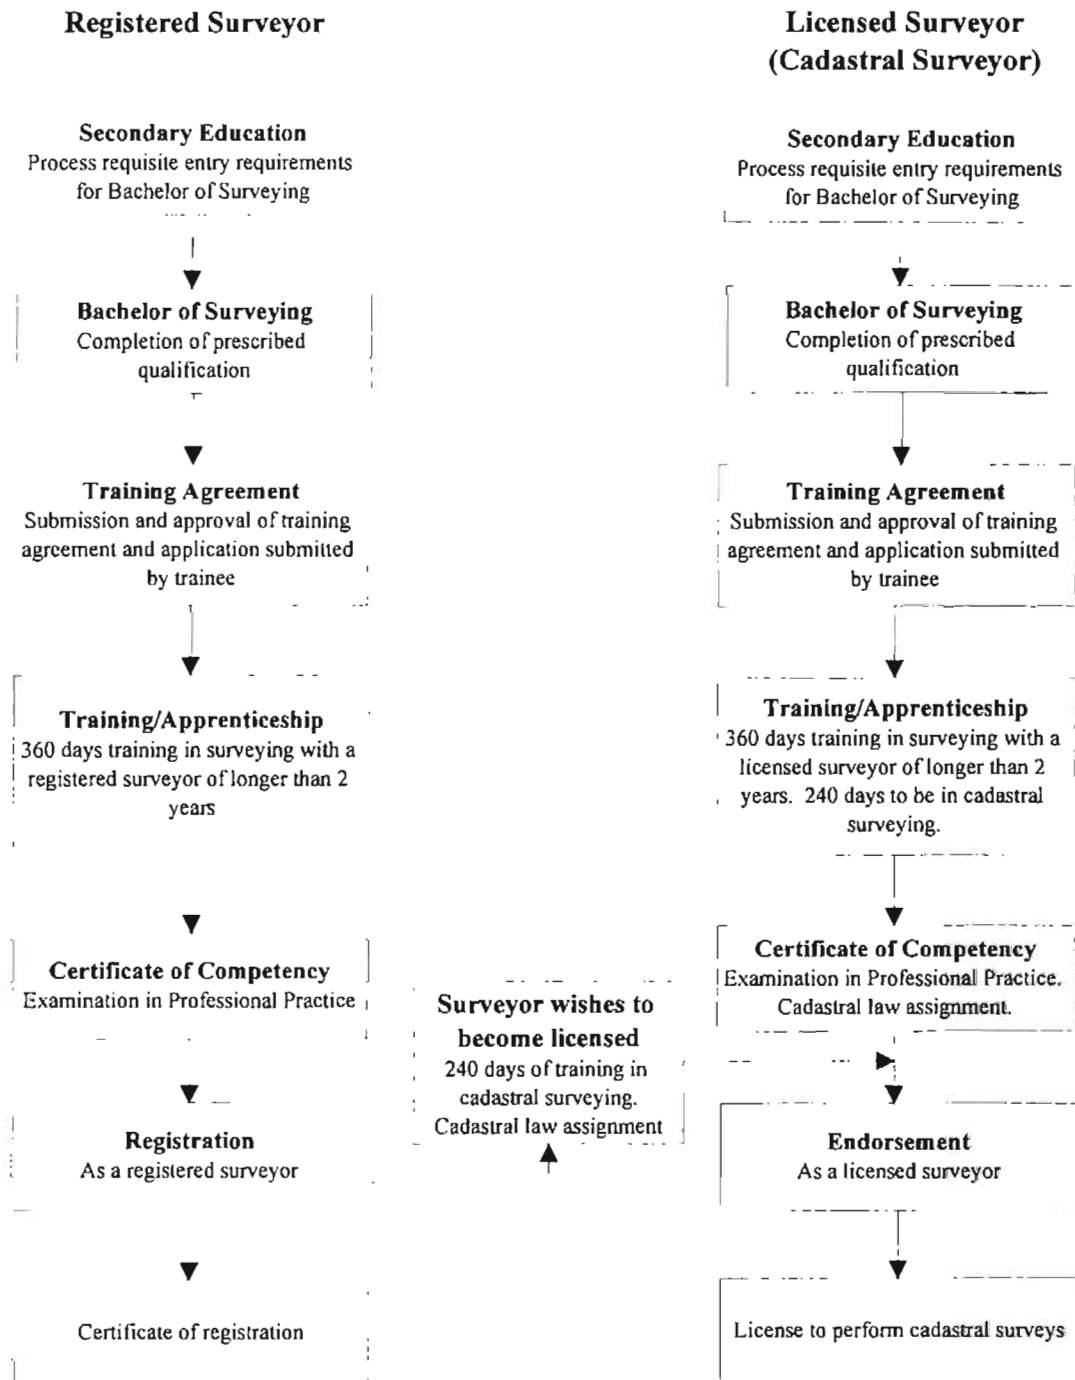 Registered Surveyor
Secondary Education
Process requisite entry requirements
for Bachelor of Surveying
Bachelor of Surveying
Completion of prescribed
qualification
Training Agreement
Submission and approval of training
agreement and application submitted
by trainee
Training/Apprenticeship
360 days training in surveying with a
registered surveyor of longer than 2
years
Certificate of Competency
Examination in Professional Practice
Registration
As a registered surveyor
Certificate of registration
Surveyor wishes to
become licensed
240 days of training in
cadastral surveying.
Cadastral law assignment
Licensed Surveyor
(Cadastral Surveyor)
Secondary Education
Process requisite entry requirements
for Bachelor of Surveying
Bachelor of Surveying
Completion of prescribed
qualification
Training Agreement
Submission and approval of training
agreement and application submitted
by trainee
Training/Apprenticeship
360 days training in surveying with a
licensed surveyor of longer than 2
years. 240 days to be in cadastral
surveying.
Certificate of Competency
Examination in Professional Practice.
Cadastral law assignment.
Endorsement
As a licensed surveyor
License to perform cadastral surveys